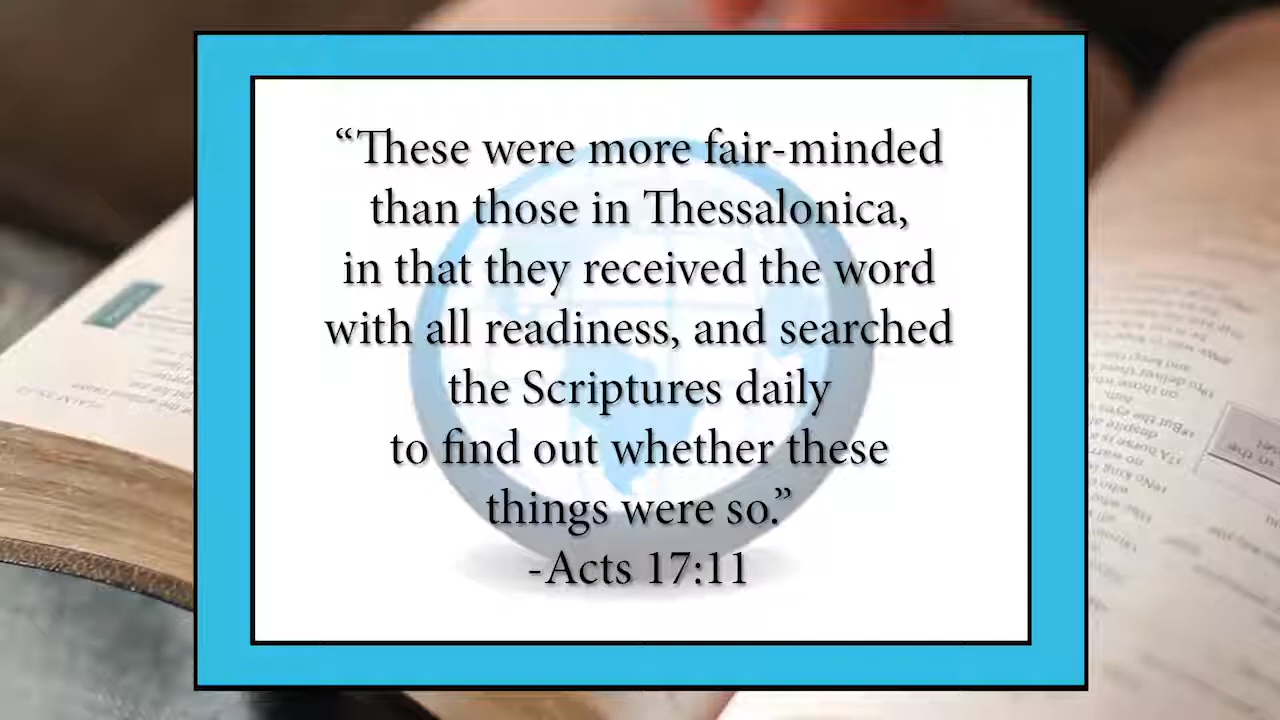 “These were more fair-minded
than those in Thessalonica,
in that they received the word
with all readiness, and searched
the Scriptures daily
to find out whether these
things were so.”
-Acts 17:11